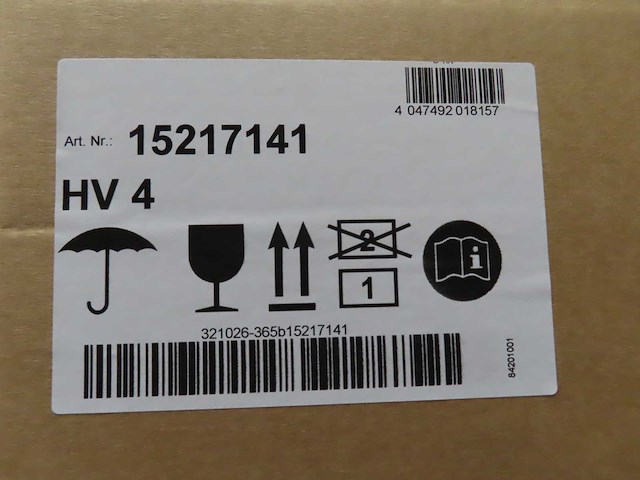 4 047492 018157
Art. Nr.: 15217141
HV 4
2
1
i
321026-365b15217141
84201001